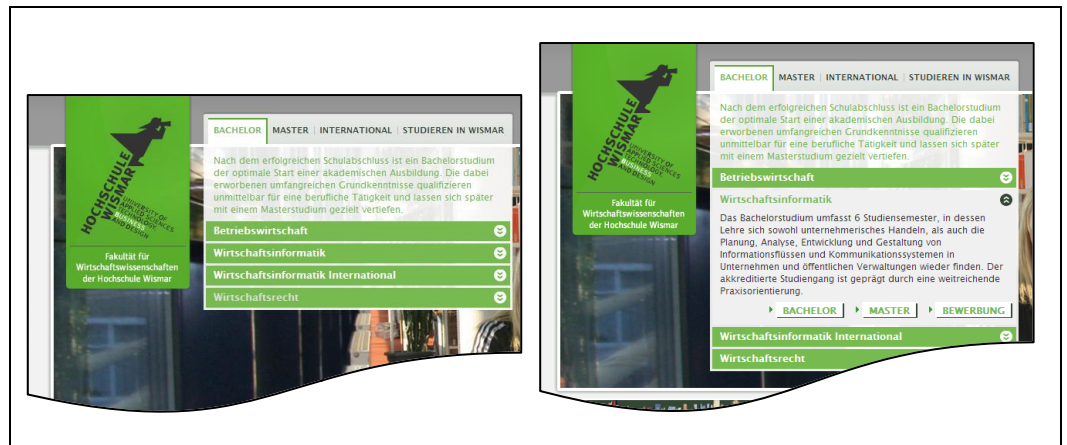 HOCHSCHULE
WISMAR
UNIVERSITY OF
APPLIED SCIENCES
TECHNOLOGY,
BUSINESS
AND DESIGN
Fakultät für
Wirtschaftswissenschaften
der Hochschule Wismar
BACHELOR MASTER | INTERNATIONAL | STUDIEREN IN WISMAR
Nach dem erfolgreichen Schulabschluss ist ein Bachelorstudium
der optimale Start einer akademischen Ausbildung. Die dabei
erworbenen umfangreichen Grundkenntnisse qualifizieren
unmittelbar für eine berufliche Tätigkeit und lassen sich später
mit einem Masterstudium gezielt vertiefen.
Betriebswirtschaft
Wirtschaftsinformatik
Wirtschaftsinformatik International
Wirtschaftsrecht
HOCHSCHULE
WISMAR
UNIVERSITY OF
APPLIED SCIENCES
TECHNOLOGY,
BUSINESS
AND DESIGN
Fakultät für
Wirtschaftswissenschaften
der Hochschule Wismar
BACHELOR MASTER | INTERNATIONAL | STUDIEREN IN WISMAR
Nach dem erfolgreichen Schulabschluss ist ein Bachelorstudium
der optimale Start einer akademischen Ausbildung. Die dabei
erworbenen umfangreichen Grundkenntnisse qualifizieren
unmittelbar für eine berufliche Tätigkeit und lassen sich später
mit einem Masterstudium gezielt vertiefen.
Betriebswirtschaft
Wirtschaftsinformatik
Das Bachelorstudium umfasst 6 Studiensemester, in dessen
Lehre sich sowohl unternehmerisches Handeln, als auch die
Planung, Analyse, Entwicklung und Gestaltung von
Informationsflüssen und Kommunikationssystemen in
Unternehmen und öffentlichen Verwaltungen wieder finden. Der
akkreditierte Studiengang ist geprägt durch eine weitreichende
Praxisorientierung.
BACHELOR MASTER BEWERBUNG
Wirtschaftsinformatik International
Wirtschaftsrecht